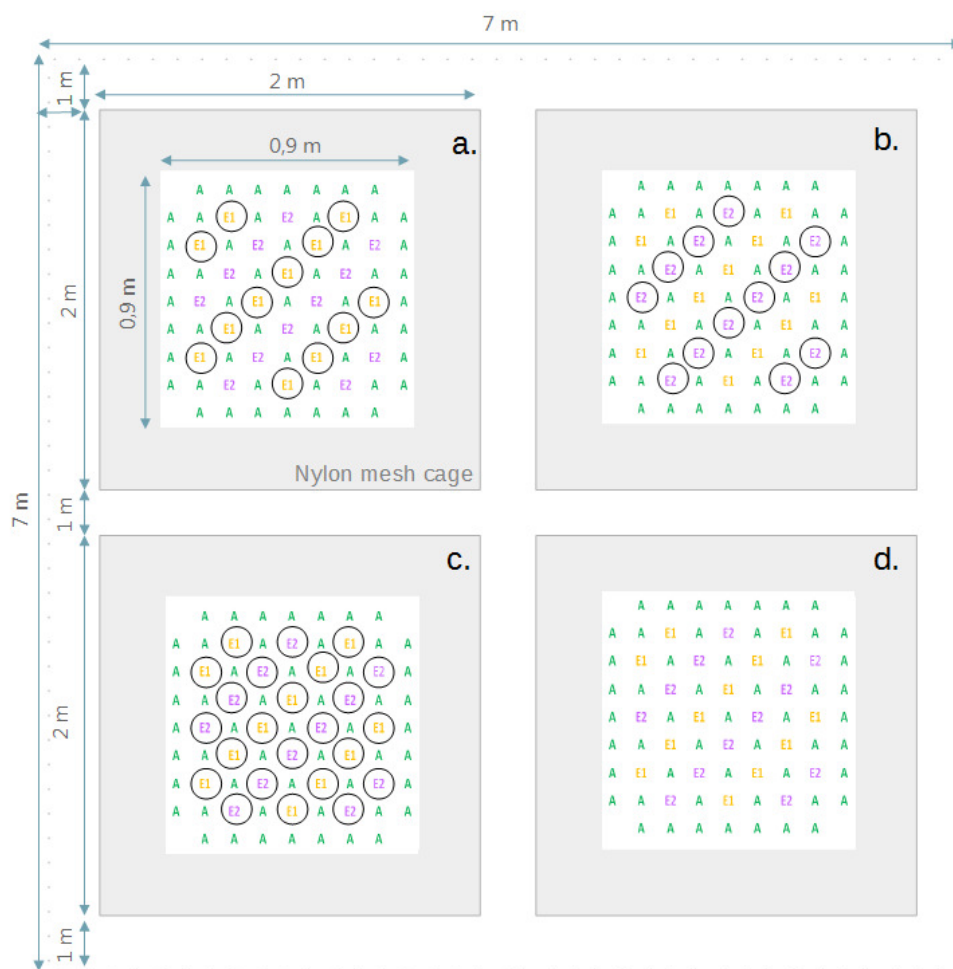 7 m
1 m
2 m
a.
0,9 m
0,9 m
2 m
7 m
A A A A A A A
A A E1 A E2 A E1 A A
A E1 A E2 A E1 A E2 A
A A E2 A E1 A E2 A A
A E2 A E1 A E2 A E1 A
A A E1 A E2 A E1 A A
A E1 A E2 A E1 A E2 A
A A E2 A E1 A E2 A A
A A A A A A A
Nylon mesh cage
b.
A A A A A A A
A A E1 A E2 A E1 A A
A E1 A E2 A E1 A E2 A
A A E2 A E1 A E2 A A
A E2 A E1 A E2 A E1 A
A A E1 A E2 A E1 A A
A E1 A E2 A E1 A E2 A
A A E2 A E1 A E2 A A
A A A A A A A
1 m
2 m
c.
A A A A A A A
A A E1 A E2 A E1 A A
A E1 A E2 A E1 A E2 A
A A E2 A E1 A E2 A A
A E2 A E1 A E2 A E1 A
A A E1 A E2 A E1 A A
A E1 A E2 A E1 A E2 A
A A E2 A E1 A E2 A A
A A A A A A A
d.
A A A A A A A
A A E1 A E2 A E1 A A
A E1 A E2 A E1 A E2 A
A A E2 A E1 A E2 A A
A E2 A E1 A E2 A E1 A
A A E1 A E2 A E1 A A
A E1 A E2 A E1 A E2 A
A A E2 A E1 A E2 A A
A A A A A A A
1 m